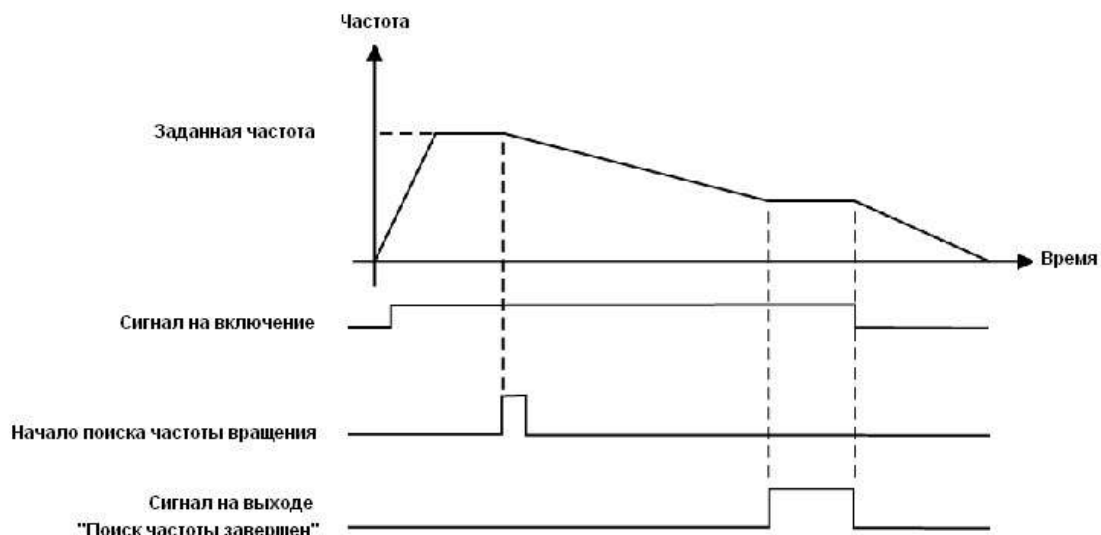 Частота
Заданная частота
Время
Сигнал на включение
Начало поиска частоты вращения
Сигнал на выходе
"Поиск частоты завершен"